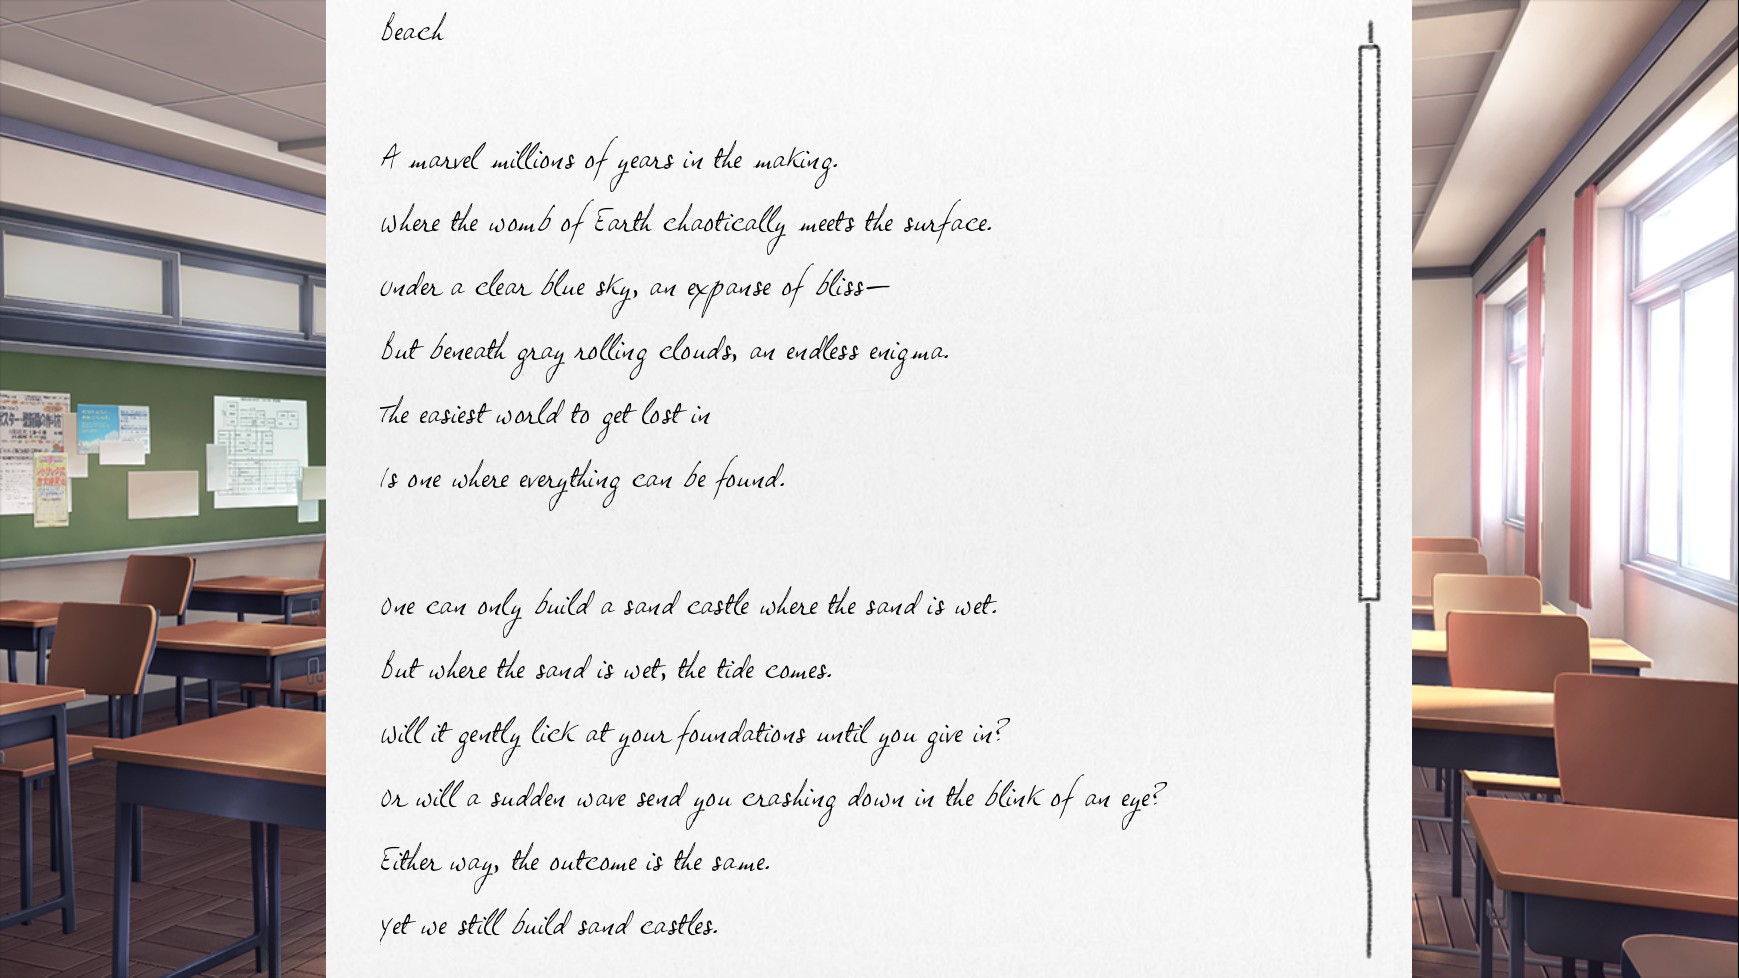 Beach
A marvel millions of years in the making.
Where the womb of Earth chaotically meets the surface.
Under a clear blue sky, an expanse of bliss—
But beneath gray rolling clouds, an endless enigma.
The easiest world to get lost in
Is one where everything can be found.
One can only build a sand castle where the sand is wet.
But where the sand is wet, the tide comes.
Will it gently lick at your foundations until you give in?
Or will a sudden wave send you crashing down in the blink of an eye?
Either way, the outcome is the same.
Yet we still build sand castles.